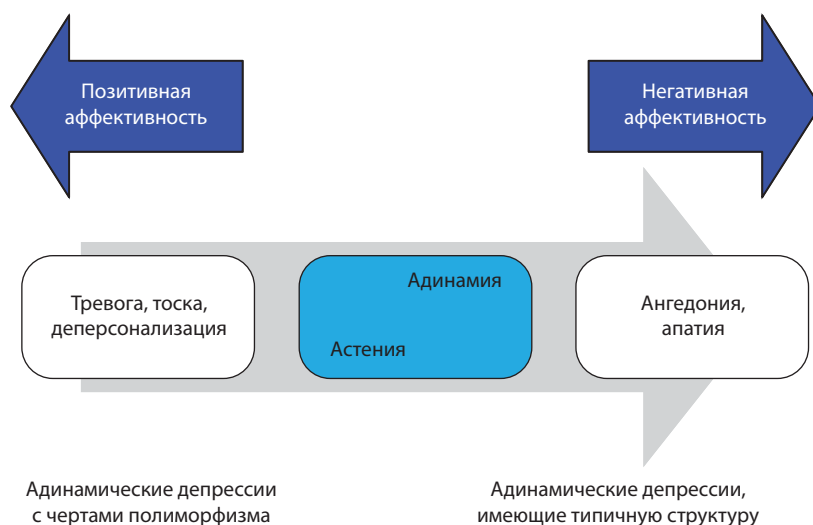 Позитивная
аффективность
Негативная
аффективность
Тревога, тоска,
деперсонализация
Адинамия
Астения
Ангедония,
апатия
Адинамические депрессии
с чертами полиморфизма
Адинамические депрессии,
имеющие типичную структуру